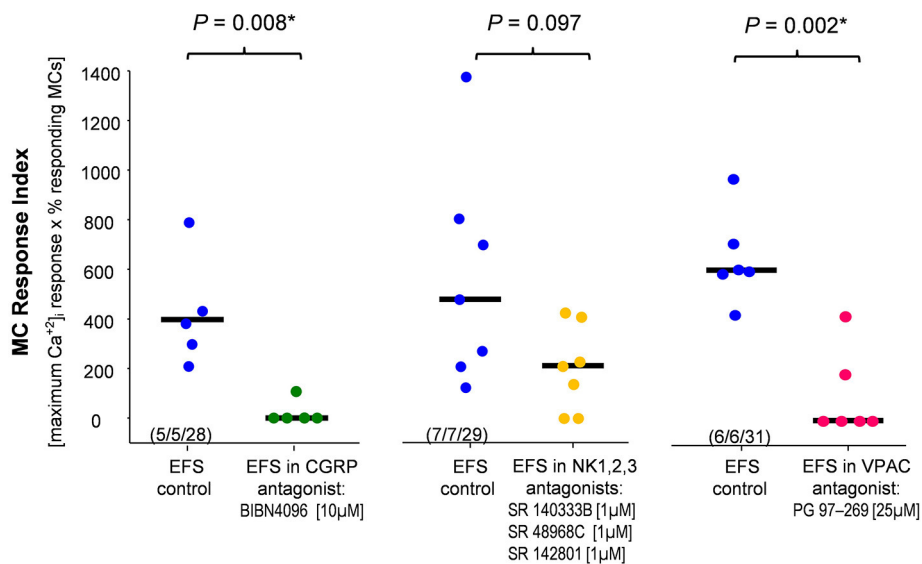 P = 0.008*
P = 0.097
P = 0.002*
MC Response Index
[maximum Ca⁺²]ᵢ response x % responding MCs]
1400
1200
1000
800
600
400
200
0
(5/5/28)
(7/7/29)
(6/6/31)
EFS
control
EFS in CGRP
antagonist:
BIBN4096 [10µM]
EFS
control
EFS in NK1,2,3
antagonists:
SR 140333B [1µM]
SR 48968C [1µM]
SR 142801 [1µM]
EFS
control
EFS in VPAC
antagonist:
PG 97–269 [25µM]